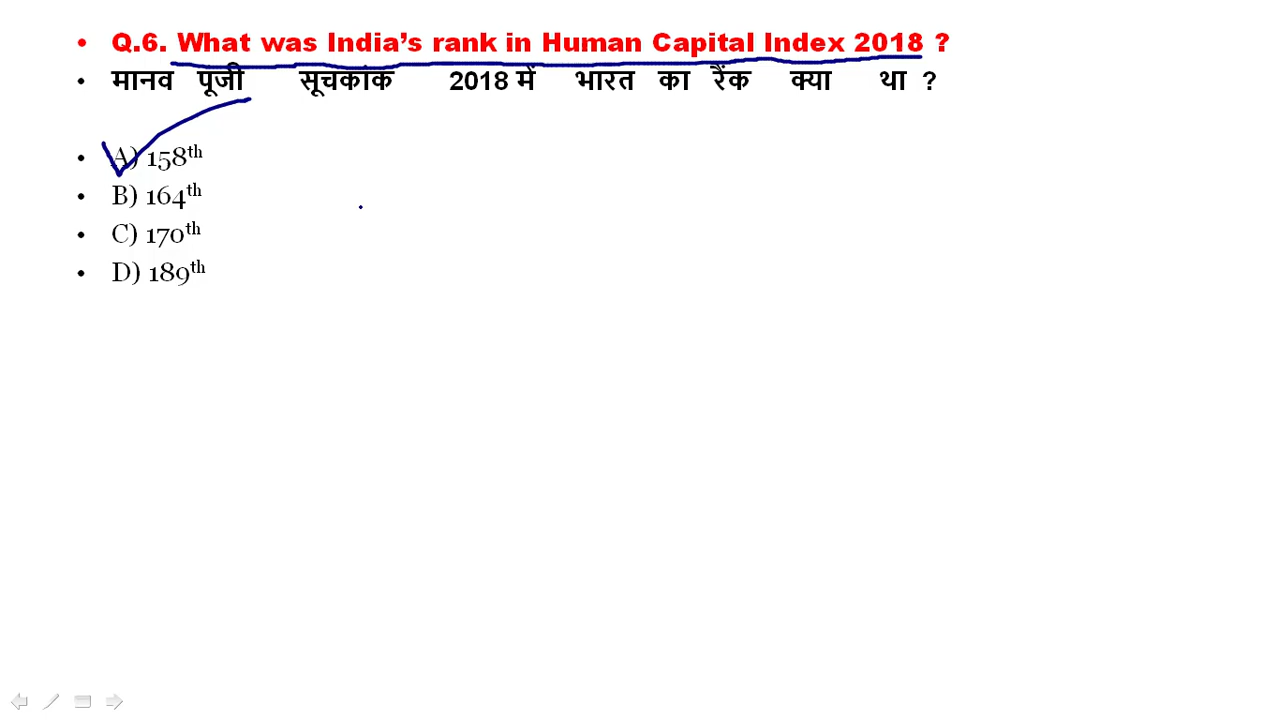 • Q.6. What was India's rank in Human Capital Index 2018 ?
• मानव पूंजी सूचकांक 2018 में भारत का रैंक क्या था ?
• A) 158th
• B) 164th
• C) 170th
• D) 189th